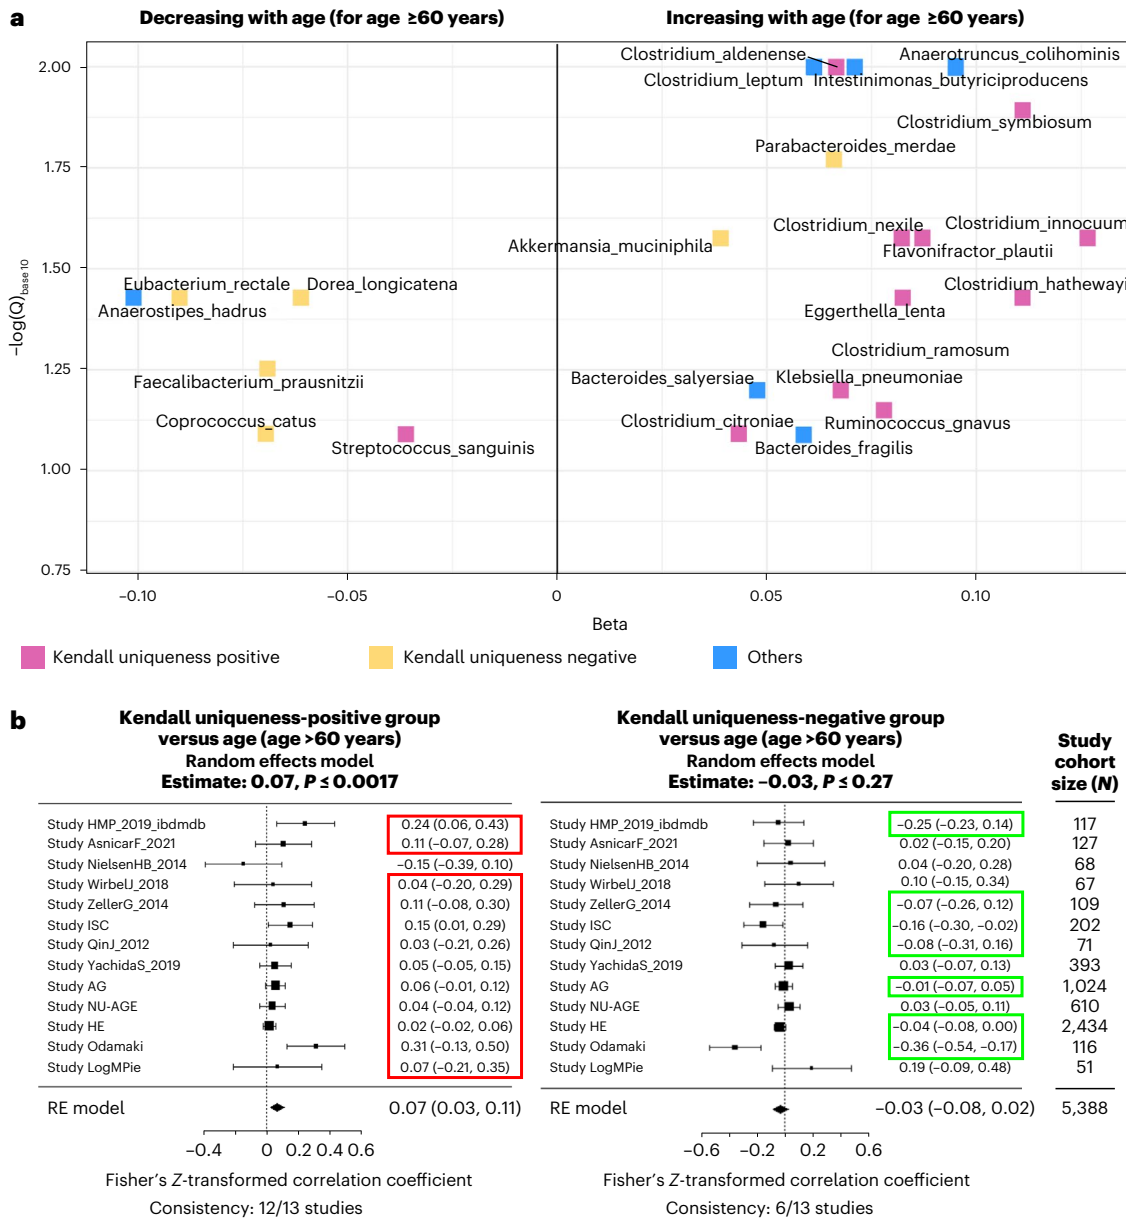 a
Decreasing with age (for age ≥60 years)
Increasing with age (for age ≥60 years)
−log(Q)base 10
2.00
1.75
1.50
1.25
1.00
0.75
Clostridium_aldenense
Anaerotruncus_colihominis
Clostridium_leptum
Intestinimonas_butyriciproducens
Clostridium_symbiosum
Parabacteroides_merdae
Clostridium_nexile
Clostridium_innocuum
Akkermansia_muciniphila
Flavonifractor_plautii
Eubacterium_rectale
Dorea_longicatena
Clostridium_hathewayi
Anaerostipes_hadrus
Eggerthella_lenta
Clostridium_ramosum
Faecalibacterium_prausnitzii
Bacteroides_salyersiae
Klebsiella_pneumoniae
Coprococcus_catus
Clostridium_citroniae
Ruminococcus_gnavus
Streptococcus_sanguinis
Bacteroides_fragilis
−0.10 −0.05 0 0.05 0.10
Beta
Kendall uniqueness positive
Kendall uniqueness negative
Others
b
Kendall uniqueness-positive group
versus age (age >60 years)
Random effects model
Estimate: 0.07, P ≤ 0.0017
Study HMP_2019_ibdmdb 0.24 (0.06, 0.43)
Study AsnicarF_2021 0.11 (−0.07, 0.28)
Study NielsenHB_2014 −0.15 (−0.39, 0.10)
Study WirbelJ_2018 0.04 (−0.20, 0.29)
Study ZellerG_2014 0.11 (−0.08, 0.30)
Study ISC 0.15 (0.01, 0.29)
Study QinJ_2012 0.03 (−0.21, 0.26)
Study YachidaS_2019 0.05 (−0.05, 0.15)
Study AG 0.06 (−0.01, 0.12)
Study NU-AGE 0.04 (−0.04, 0.12)
Study HE 0.02 (−0.02, 0.06)
Study Odamaki 0.31 (−0.13, 0.50)
Study LogMPie 0.07 (−0.21, 0.35)
RE model 0.07 (0.03, 0.11)
−0.4 0 0.2 0.4 0.6
Fisher's Z-transformed correlation coefficient
Consistency: 12/13 studies
Kendall uniqueness-negative group
versus age (age >60 years)
Random effects model
Estimate: −0.03, P ≤ 0.27
Study
cohort
size (N)
Study HMP_2019_ibdmdb −0.25 (−0.23, 0.14) 117
Study AsnicarF_2021 0.02 (−0.15, 0.20) 127
Study NielsenHB_2014 0.04 (−0.20, 0.28) 68
Study WirbelJ_2018 0.10 (−0.15, 0.34) 67
Study ZellerG_2014 −0.07 (−0.26, 0.12) 109
Study ISC −0.16 (−0.30, −0.02) 202
Study QinJ_2012 −0.08 (−0.31, 0.16) 71
Study YachidaS_2019 0.03 (−0.07, 0.13) 393
Study AG −0.01 (−0.07, 0.05) 1,024
Study NU-AGE 0.03 (−0.05, 0.11) 610
Study HE −0.04 (−0.08, 0.00) 2,434
Study Odamaki −0.36 (−0.54, −0.17) 116
Study LogMPie 0.19 (−0.09, 0.48) 51
RE model −0.03 (−0.08, 0.02) 5,388
−0.6 −0.2 0.2 0.6
Fisher's Z-transformed correlation coefficient
Consistency: 6/13 studies